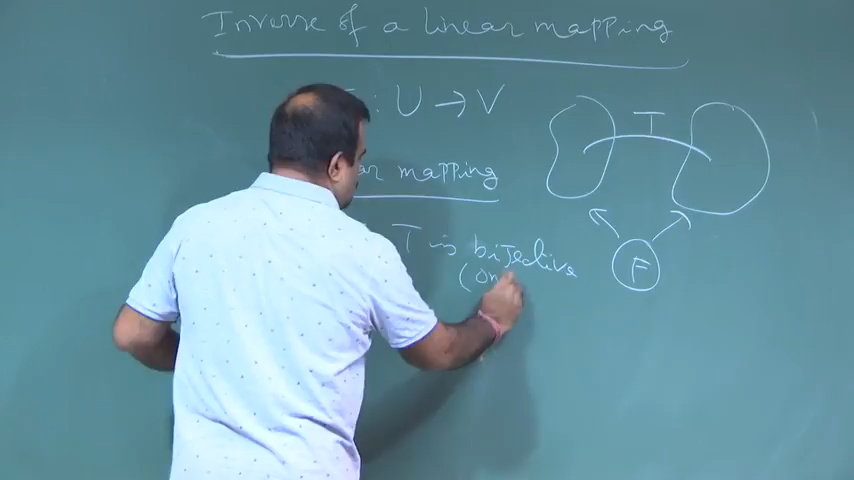 Inverse of a linear mapping
: U → V
T
ar mapping
T is bijective
F
(on